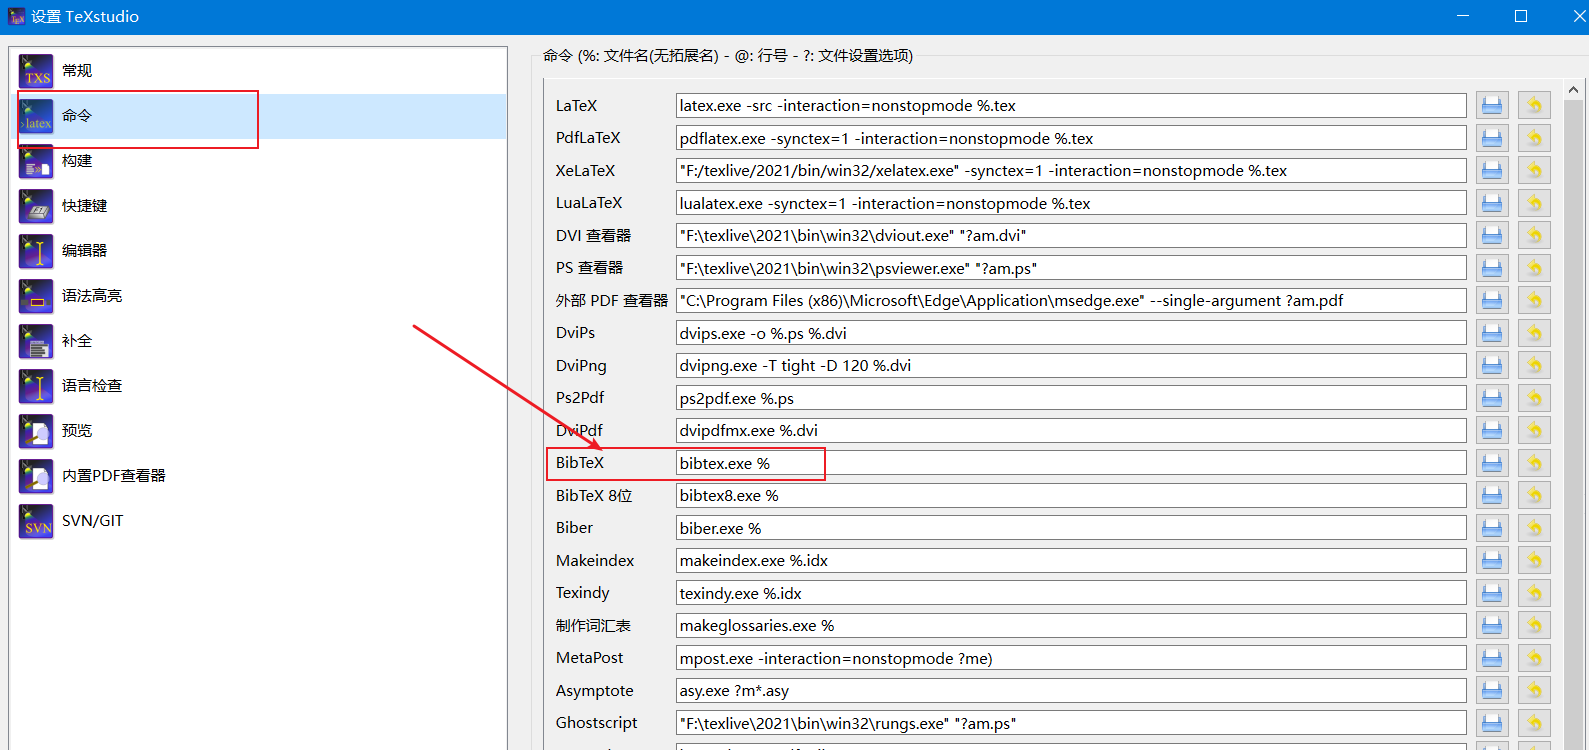 设置 TeXstudio
常规
命令
构建
快捷键
编辑器
语法高亮
补全
语言检查
预览
内置PDF查看器
SVN/GIT
命令 (%: 文件名(无拓展名) - @: 行号 - ?: 文件设置选项)
LaTeX latex.exe -src -interaction=nonstopmode %.tex
PdfLaTeX pdflatex.exe -synctex=1 -interaction=nonstopmode %.tex
XeLaTeX "F:/texlive/2021/bin/win32/xelatex.exe" -synctex=1 -interaction=nonstopmode %.tex
LuaLaTeX lualatex.exe -synctex=1 -interaction=nonstopmode %.tex
DVI 查看器 "F:\texlive\2021\bin\win32\dviout.exe" "?am.dvi"
PS 查看器 "F:\texlive\2021\bin\win32\psviewer.exe" "?am.ps"
外部 PDF 查看器 "C:\Program Files (x86)\Microsoft\Edge\Application\msedge.exe" --single-argument ?am.pdf
DviPs dvips.exe -o %.ps %.dvi
DviPng dvipng.exe -T tight -D 120 %.dvi
Ps2Pdf ps2pdf.exe %.ps
DviPdf dvipdfmx.exe %.dvi
BibTeX bibtex.exe %
BibTeX 8位 bibtex8.exe %
Biber biber.exe %
Makeindex makeindex.exe %.idx
Texindy texindy.exe %.idx
制作词汇表 makeglossaries.exe %
MetaPost mpost.exe -interaction=nonstopmode ?me)
Asymptote asy.exe ?m*.asy
Ghostscript "F:\texlive\2021\bin\win32\rungs.exe" "?am.ps"